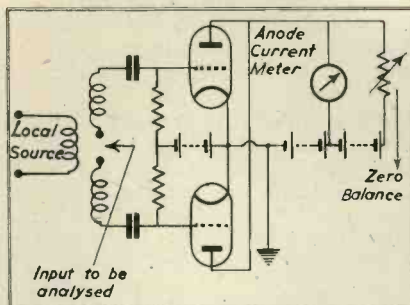 Anode
Current
Meter
Local
Source
Zero
Balance
Input to be
analysed